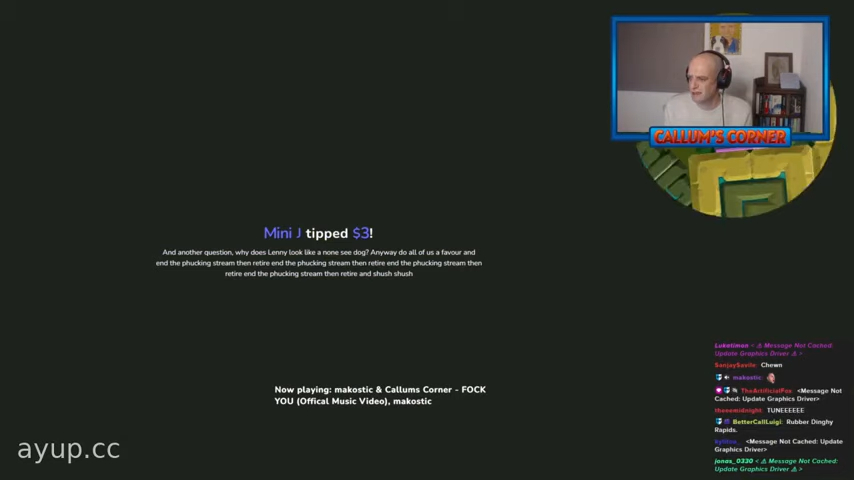 CALLUM'S CORNER
Mini J tipped $3!
And another question, why does Lenny look like a none see dog? Anyway do all of us a favour and
end the phucking stream then retire end the phucking stream then retire end the phucking stream then
retire end the phucking stream then retire and shush shush
Lukatimon < ⚠ Message Not Cached:
Update Graphics Driver ⚠ >
SanjaySavile: Chewn
makostic:
TheArtificialFox: <Message Not
Cached: Update Graphics Driver>
theoomidnight: TUNEEEEEE
BetterCallLuigi: Rubber Dinghy
Rapids.
<Message Not Cached: Update
Graphics Driver>
jonas_0330 < ⚠ Message Not Cached:
Update Graphics Driver ⚠ >
Now playing: makostic & Callums Corner - FOCK
YOU (Offical Music Video), makostic
ayup.cc